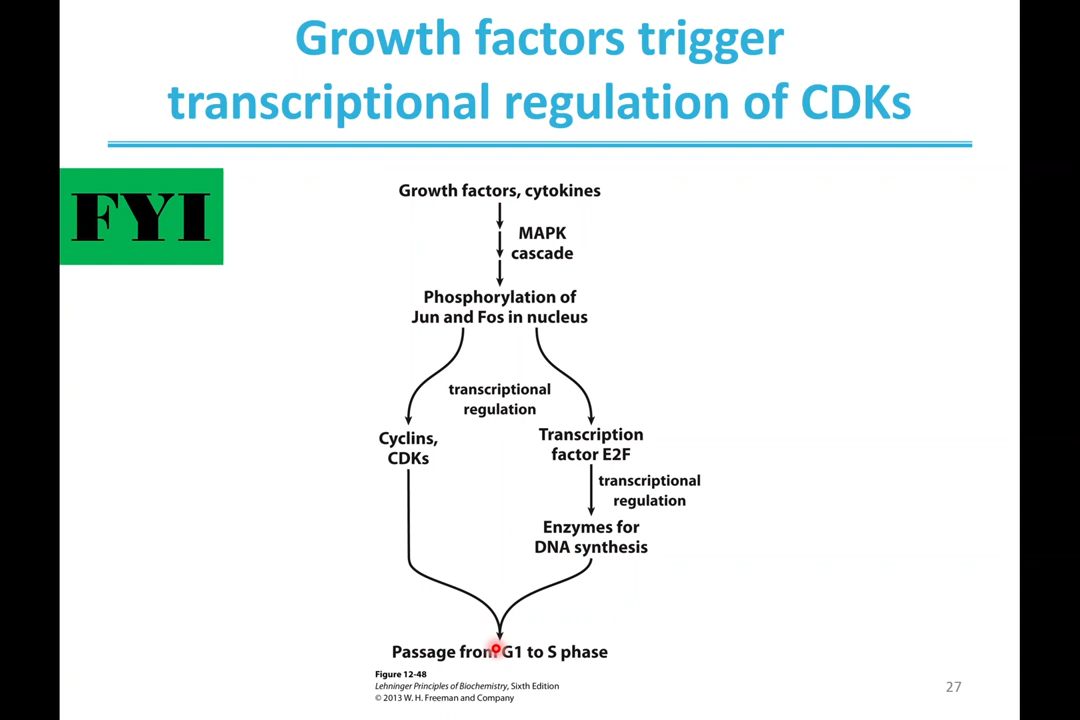 Growth factors trigger
transcriptional regulation of CDKs
FYI
Growth factors, cytokines
MAPK
cascade
Phosphorylation of
Jun and Fos in nucleus
transcriptional
regulation
Cyclins,
CDKs
Transcription
factor E2F
transcriptional
regulation
Enzymes for
DNA synthesis
Passage from G1 to S phase
Figure 12-48
Lehninger Principles of Biochemistry, Sixth Edition
© 2013 W. H. Freeman and Company
27